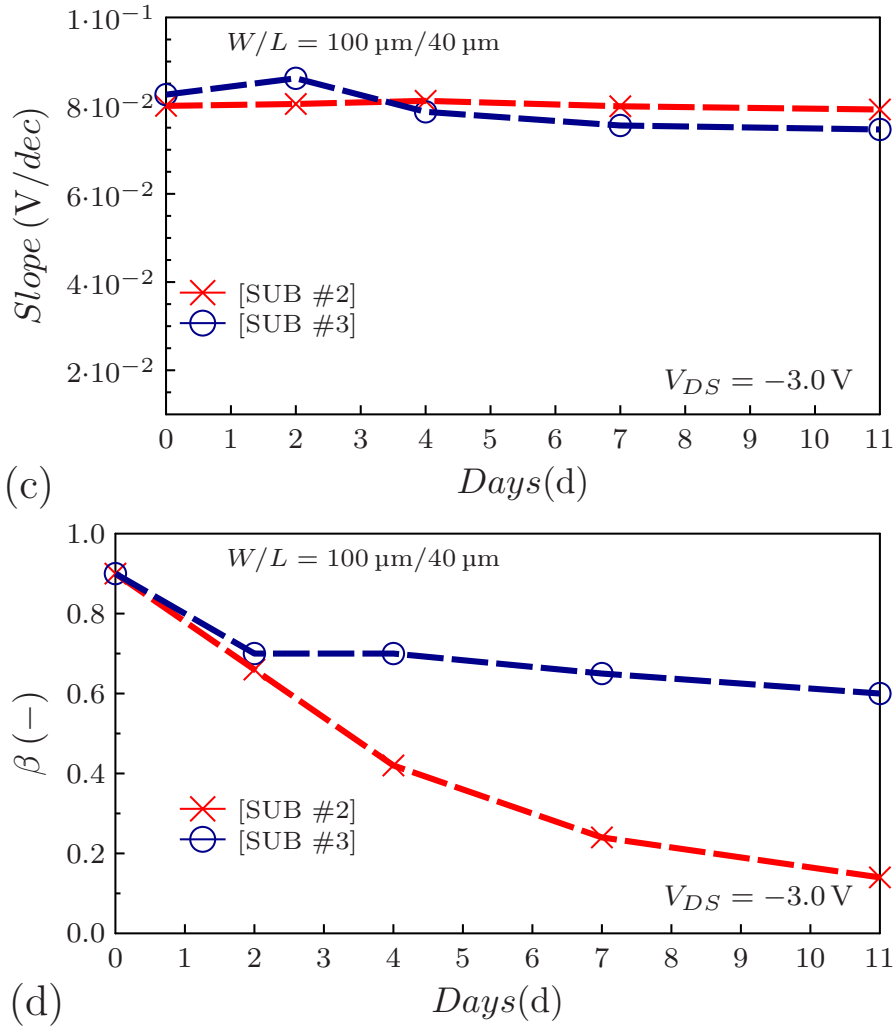 1·10⁻¹
W/L = 100 µm/40 µm
8·10⁻²
6·10⁻²
4·10⁻²
2·10⁻²
Slope (V/dec)
[SUB #2]
[SUB #3]
V_DS = −3.0 V
0 1 2 3 4 5 6 7 8 9 10 11
Days(d)
(c)
1.0
W/L = 100 µm/40 µm
0.8
0.6
0.4
0.2
0.0
β (−)
[SUB #2]
[SUB #3]
V_DS = −3.0 V
0 1 2 3 4 5 6 7 8 9 10 11
Days(d)
(d)